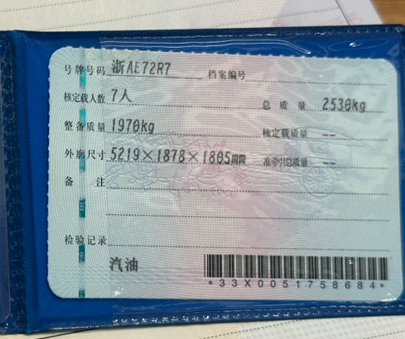 号牌号码 浙AE72R7 档案编号
核定载人数 7人 总质量 2530kg
整备质量 1970kg 核定载质量 --
外廓尺寸 5219×1878×1805mm 准牵引总质量 --
备注
检验记录
汽油
*33X0051758684*